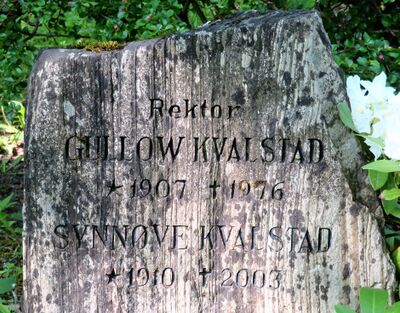 Rektor
GULLOW KVALSTAD
★ 1907 ✝ 1976
SYNNØVE KVALSTAD
★ 1910 ✝ 2003